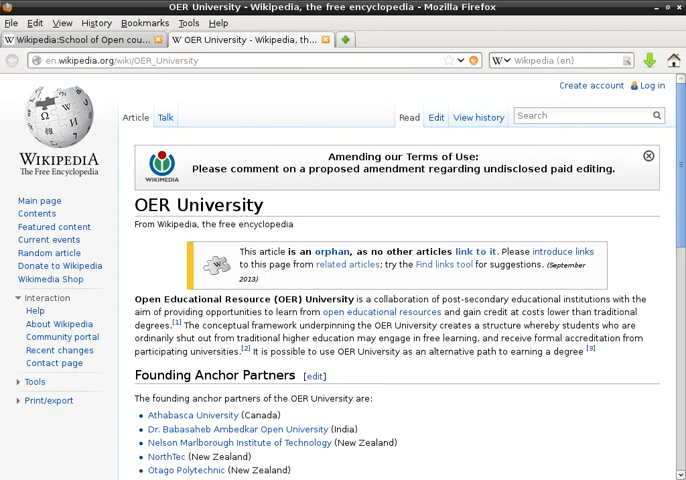 OER University - Wikipedia, the free encyclopedia - Mozilla Firefox
File Edit View History Bookmarks Tools Help
Wikipedia:School of Open cou...
OER University - Wikipedia, th...
en.wikipedia.org/wiki/OER_University
Wikipedia (en)
Create account Log in
Article Talk Read Edit View history Search
WIKIPEDIA
The Free Encyclopedia
Main page
Contents
Featured content
Current events
Random article
Donate to Wikipedia
Wikimedia Shop
Interaction
Help
About Wikipedia
Community portal
Recent changes
Contact page
Tools
Print/export
WIKIMEDIA
Amending our Terms of Use:
Please comment on a proposed amendment regarding undisclosed paid editing.
OER University
From Wikipedia, the free encyclopedia
This article is an orphan, as no other articles link to it. Please introduce links
to this page from related articles; try the Find links tool for suggestions. (September
2013)
Open Educational Resource (OER) University is a collaboration of post-secondary educational institutions with the
aim of providing opportunities to learn from open educational resources and gain credit at costs lower than traditional
degrees.[1] The conceptual framework underpinning the OER University creates a structure whereby students who are
ordinarily shut out from traditional higher education may engage in free learning, and receive formal accreditation from
participating universities.[2] It is possible to use OER University as an alternative path to earning a degree [3]
Founding Anchor Partners [edit]
The founding anchor partners of the OER University are:
• Athabasca University (Canada)
• Dr. Babasaheb Ambedkar Open University (India)
• Nelson Marlborough Institute of Technology (New Zealand)
• NorthTec (New Zealand)
• Otago Polytechnic (New Zealand)